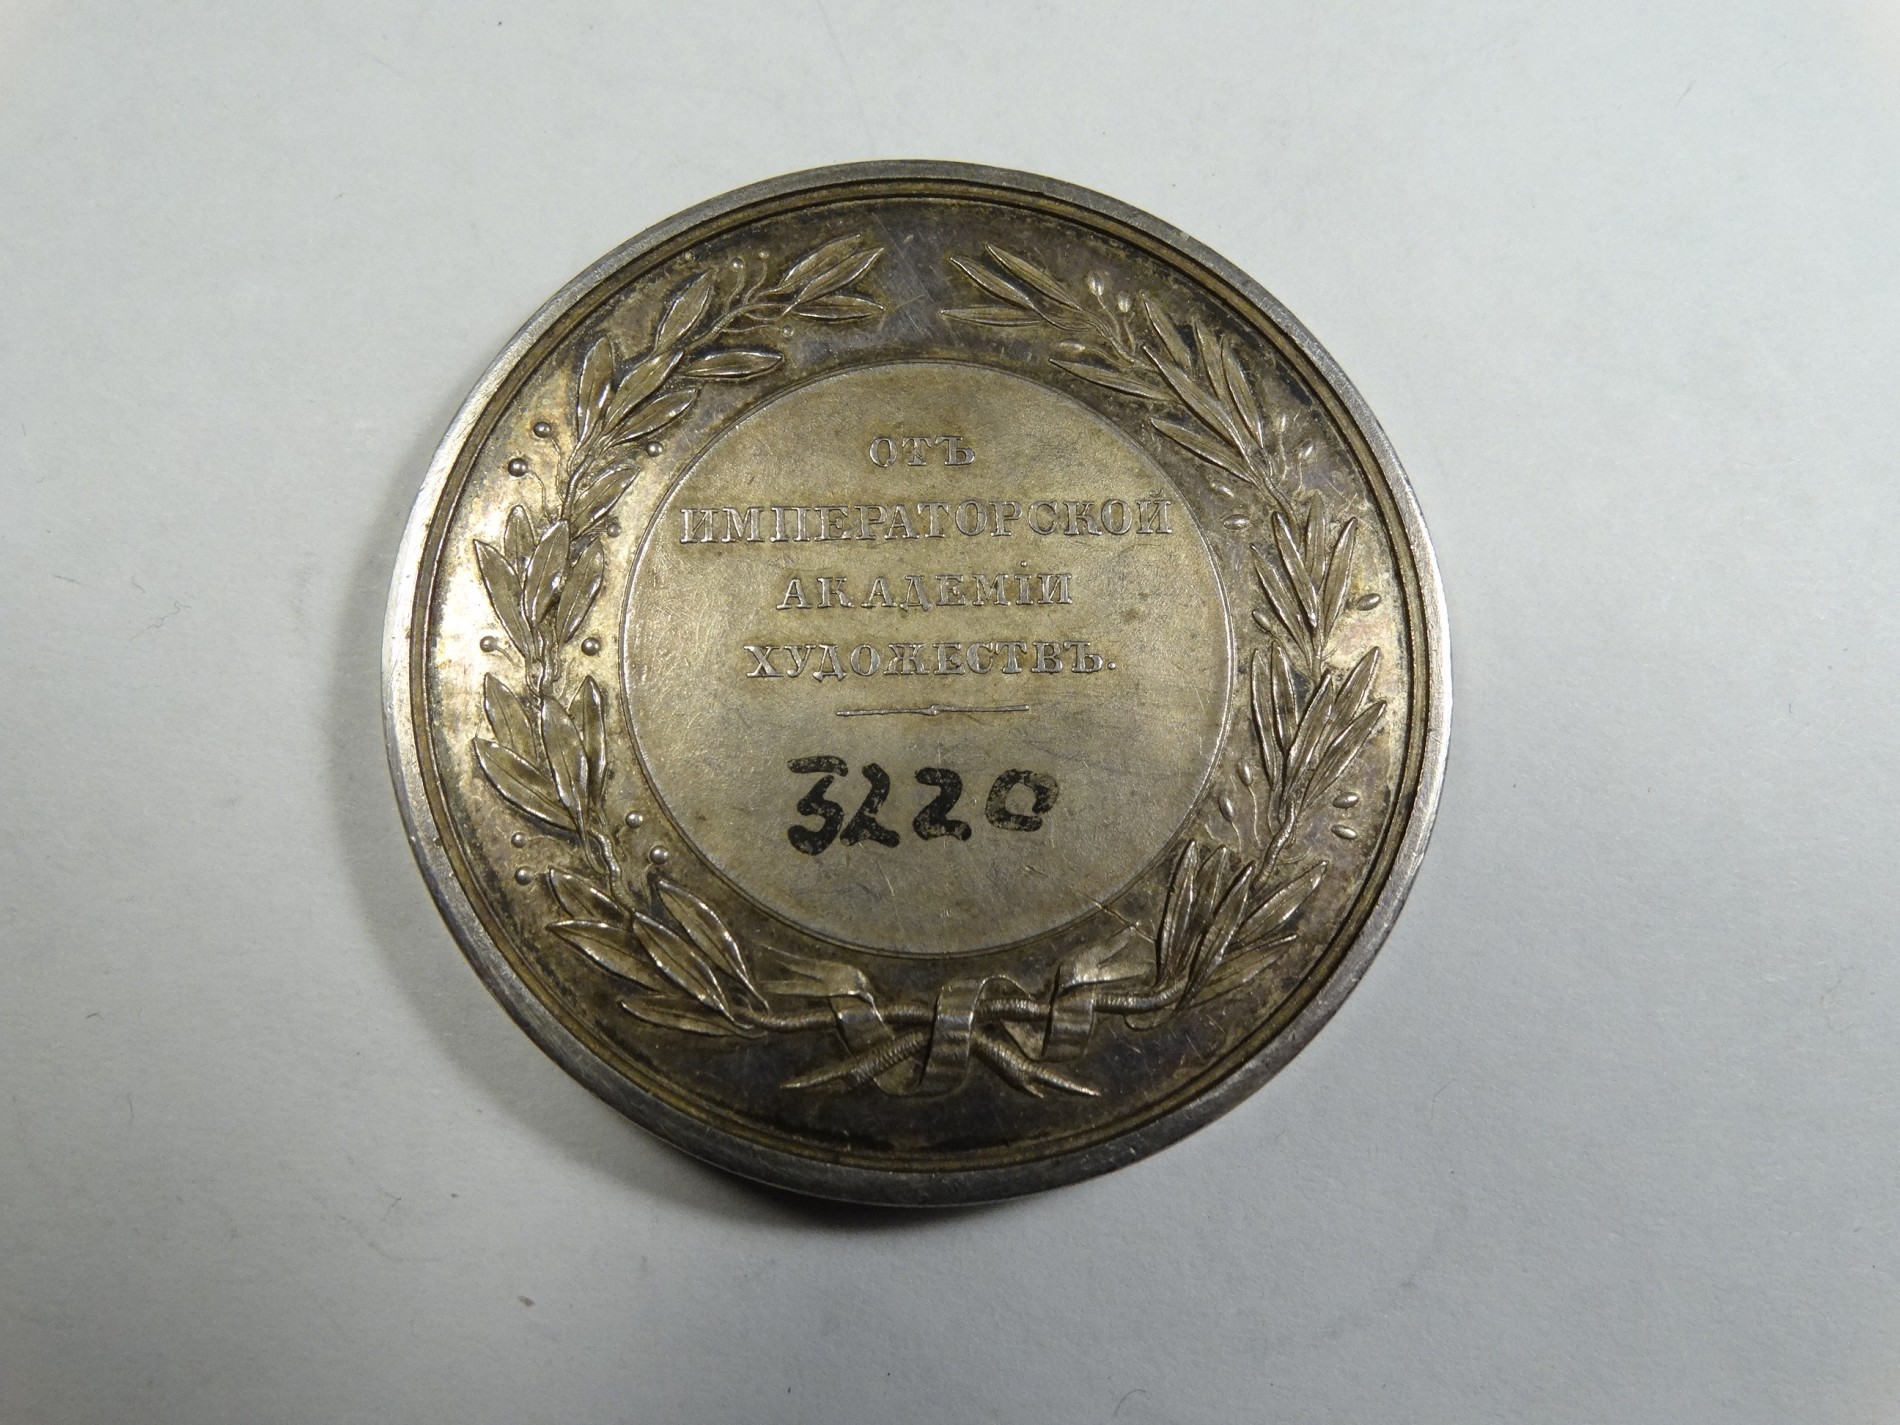 ОТЪ
ИМПЕРАТОРСКОЙ
АКАДЕМІИ
ХУДОЖЕСТВЪ.
3220